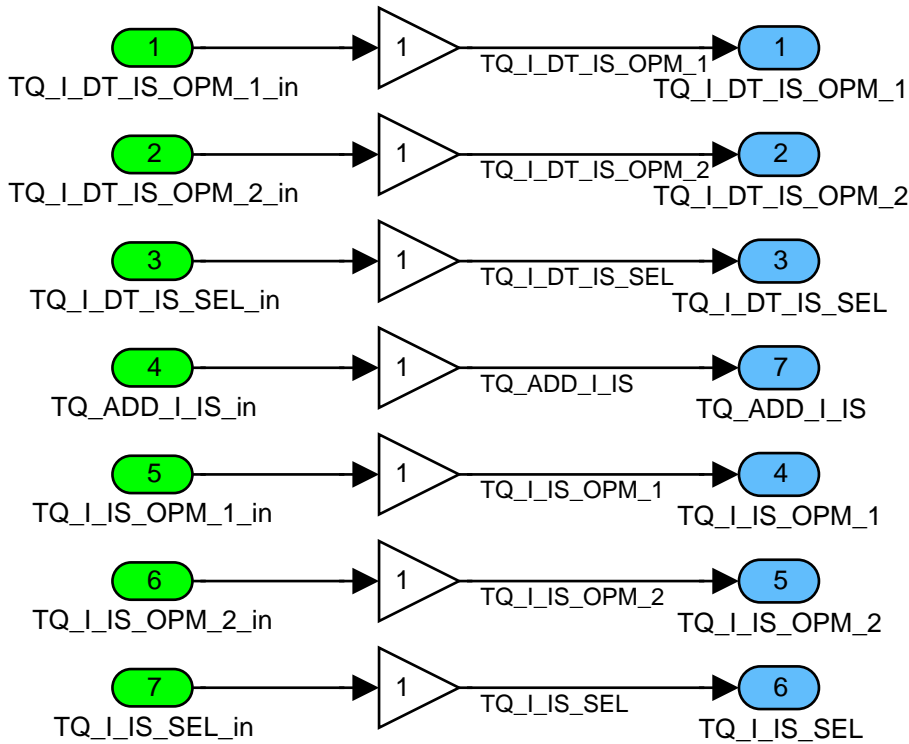 1 1 1
TQ_I_DT_IS_OPM_1_in TQ_I_DT_IS_OPM_1 TQ_I_DT_IS_OPM_1
2 1 2
TQ_I_DT_IS_OPM_2_in TQ_I_DT_IS_OPM_2 TQ_I_DT_IS_OPM_2
3 1 3
TQ_I_DT_IS_SEL_in TQ_I_DT_IS_SEL TQ_I_DT_IS_SEL
4 1 7
TQ_ADD_I_IS_in TQ_ADD_I_IS TQ_ADD_I_IS
5 1 4
TQ_I_IS_OPM_1_in TQ_I_IS_OPM_1 TQ_I_IS_OPM_1
6 1 5
TQ_I_IS_OPM_2_in TQ_I_IS_OPM_2 TQ_I_IS_OPM_2
7 1 6
TQ_I_IS_SEL_in TQ_I_IS_SEL TQ_I_IS_SEL